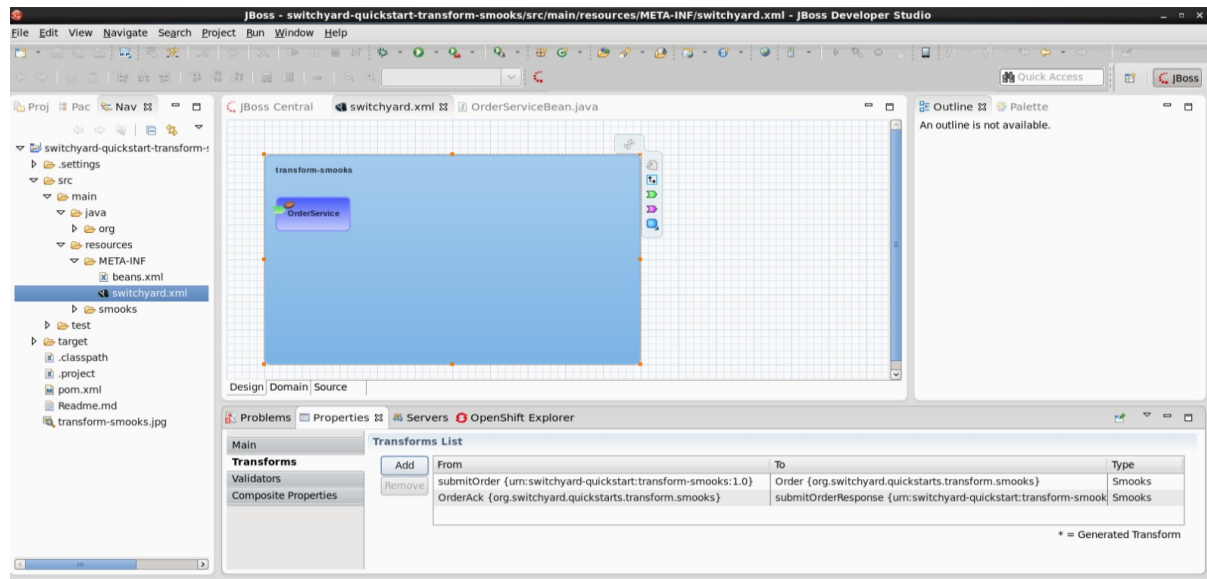 JBoss - switchyard-quickstart-transform-smooks/src/main/resources/META-INF/switchyard.xml - JBoss Developer Studio
File Edit View Navigate Search Project Run Window Help
Quick Access
JBoss
Proj Pac Nav
switchyard-quickstart-transform-s
.settings
src
main
java
org
resources
META-INF
beans.xml
switchyard.xml
smooks
test
target
.classpath
.project
pom.xml
Readme.md
transform-smooks.jpg
JBoss Central switchyard.xml OrderServiceBean.java
transform-smooks
OrderService
Design Domain Source
Outline Palette
An outline is not available.
Problems Properties Servers OpenShift Explorer
Main
Transforms
Validators
Composite Properties
Transforms List
Add
Remove
From To Type
submitOrder {urn:switchyard-quickstart:transform-smooks:1.0} Order {org.switchyard.quickstarts.transform.smooks} Smooks
OrderAck {org.switchyard.quickstarts.transform.smooks} submitOrderResponse {urn:switchyard-quickstart:transform-smook Smooks
* = Generated Transform